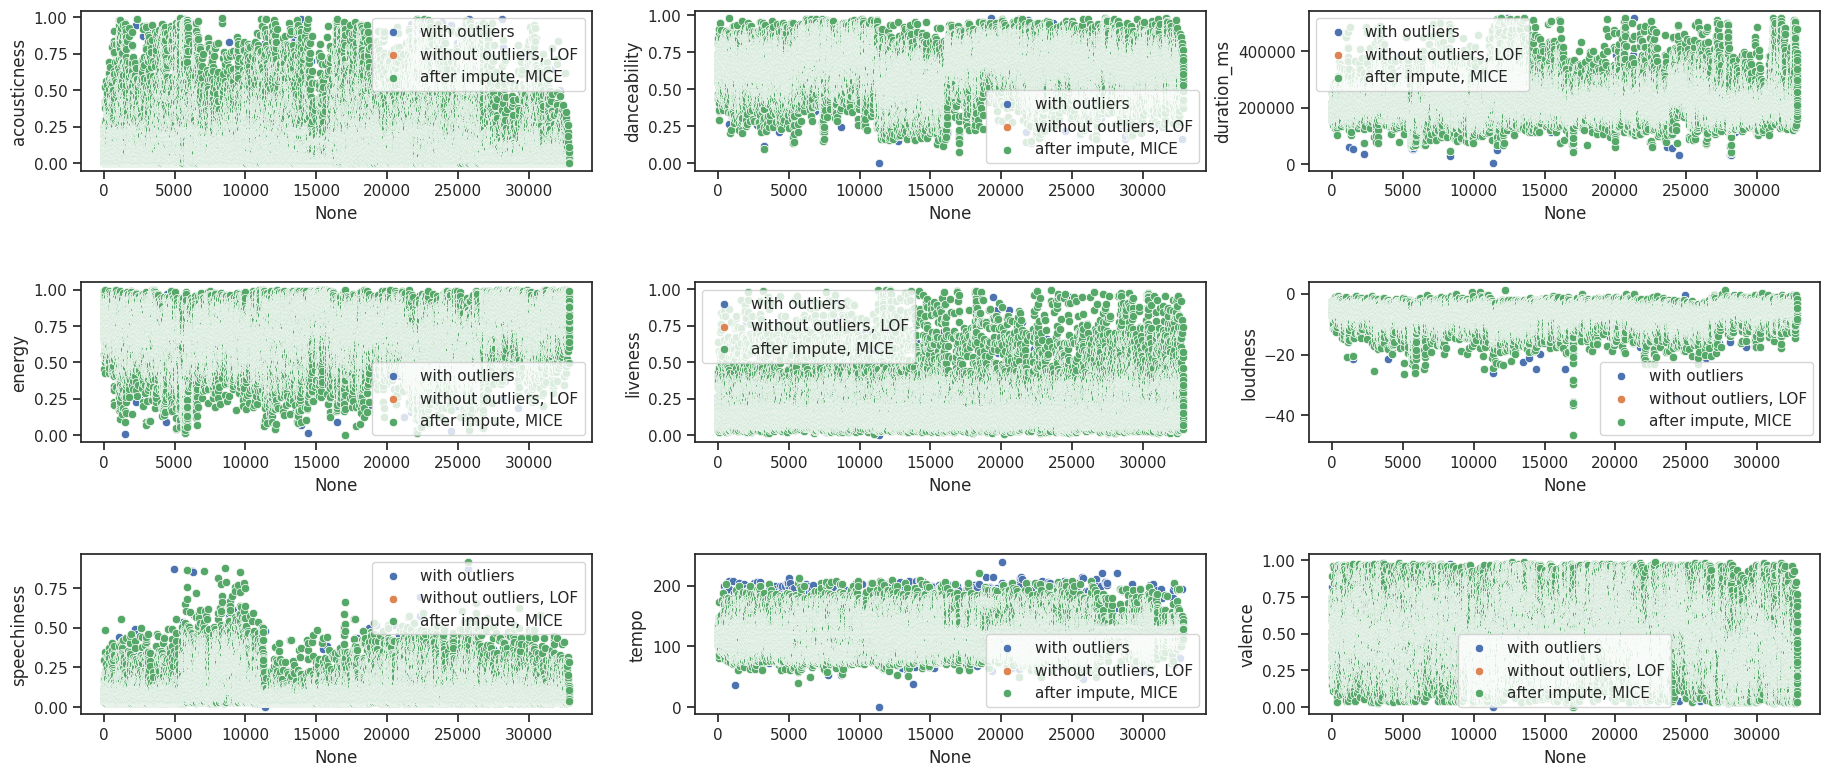 acousticness
1.00
0.75
0.50
0.25
0.00
with outliers
without outliers, LOF
after impute, MICE
0 5000 10000 15000 20000 25000 30000
None
danceability
1.00
0.75
0.50
0.25
0.00
with outliers
without outliers, LOF
after impute, MICE
0 5000 10000 15000 20000 25000 30000
None
duration_ms
400000
200000
0
with outliers
without outliers, LOF
after impute, MICE
0 5000 10000 15000 20000 25000 30000
None
energy
1.00
0.75
0.50
0.25
0.00
with outliers
without outliers, LOF
after impute, MICE
0 5000 10000 15000 20000 25000 30000
None
liveness
1.00
0.75
0.50
0.25
0.00
with outliers
without outliers, LOF
after impute, MICE
0 5000 10000 15000 20000 25000 30000
None
loudness
0
−20
−40
with outliers
without outliers, LOF
after impute, MICE
0 5000 10000 15000 20000 25000 30000
None
speechiness
0.75
0.50
0.25
0.00
with outliers
without outliers, LOF
after impute, MICE
0 5000 10000 15000 20000 25000 30000
None
tempo
200
100
0
with outliers
without outliers, LOF
after impute, MICE
0 5000 10000 15000 20000 25000 30000
None
valence
1.00
0.75
0.50
0.25
0.00
with outliers
without outliers, LOF
after impute, MICE
0 5000 10000 15000 20000 25000 30000
None